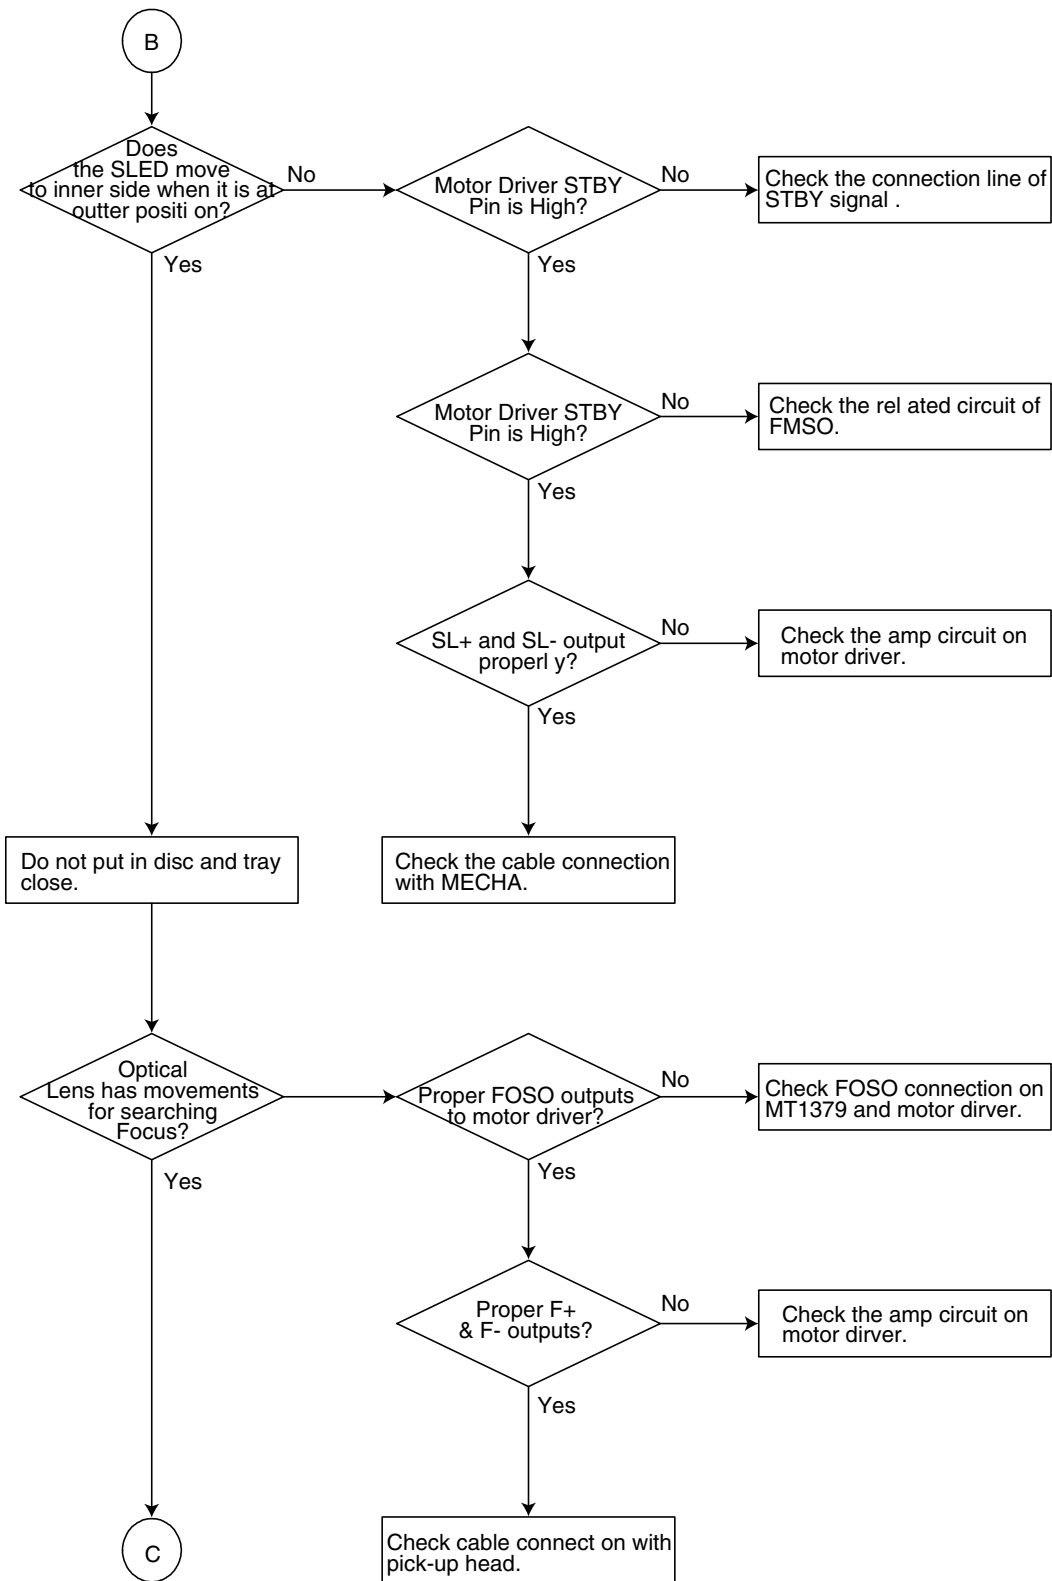 B
Does
the SLED move
to inner side when it is at
outter positi on?
No
Yes
Motor Driver STBY
Pin is High?
No
Yes
Check the connection line of
STBY signal .
Motor Driver STBY
Pin is High?
No
Yes
Check the rel ated circuit of
FMSO.
SL+ and SL- output
properl y?
No
Yes
Check the amp circuit on
motor driver.
Do not put in disc and tray
close.
Check the cable connection
with MECHA.
Optical
Lens has movements
for searching
Focus?
Yes
Proper FOSO outputs
to motor driver?
No
Yes
Check FOSO connection on
MT1379 and motor dirver.
Proper F+
& F- outputs?
No
Yes
Check the amp circuit on
motor dirver.
C
Check cable connect on with
pick-up head.